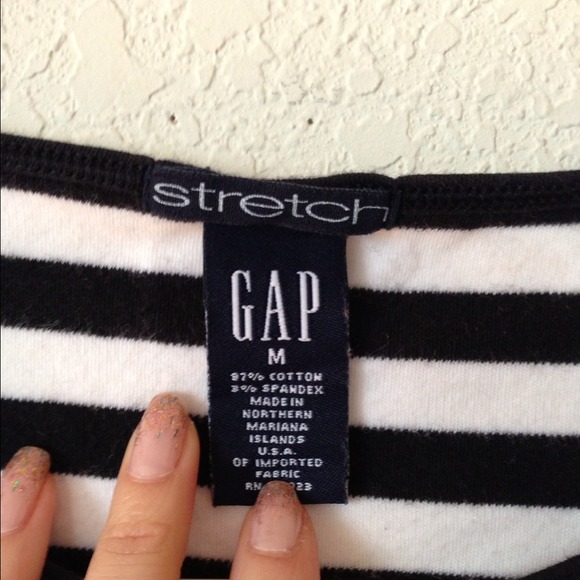 stretch
GAP
M
97% COTTON
3% SPANDEX
MADE IN
NORTHERN
MARIANA
ISLANDS
U.S.A.
OF IMPORTED
FABRIC
RN